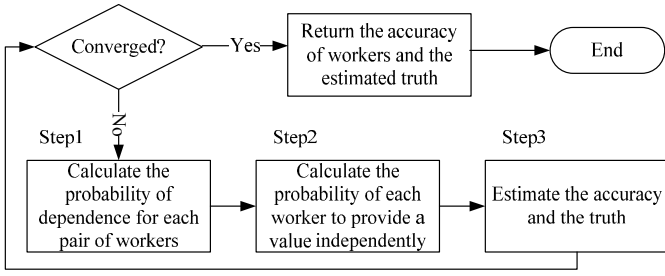 Converged?
Yes
Return the accuracy
of workers and the
estimated truth
End
No
Step1
Calculate the
probability of
dependence for each
pair of workers
Step2
Calculate the
probability of each
worker to provide a
value independently
Step3
Estimate the accuracy
and the truth